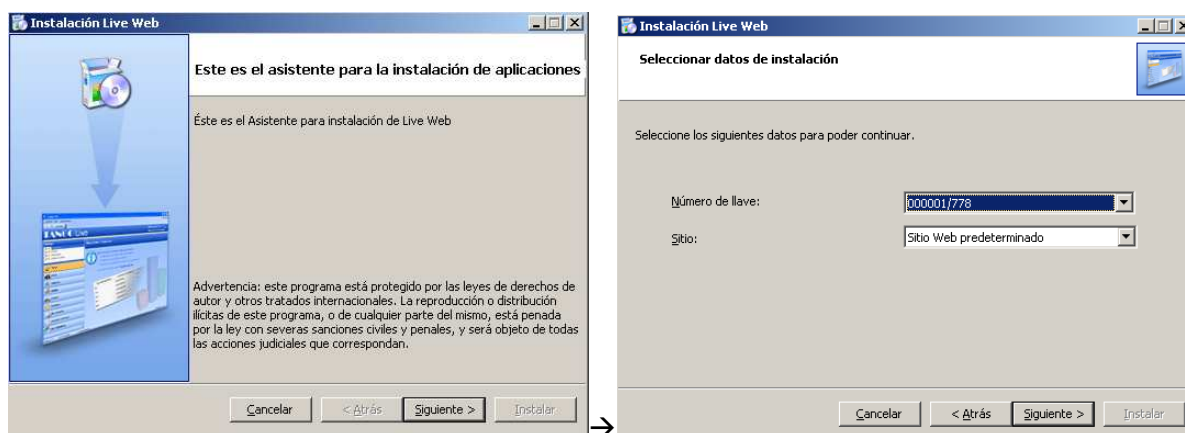 Instalación Live Web
Este es el asistente para la instalación de aplicaciones
Éste es el Asistente para instalación de Live Web
TANGO Live
Advertencia: este programa está protegido por las leyes de derechos de
autor y otros tratados internacionales. La reproducción o distribución
ilícitas de este programa, o de cualquier parte del mismo, está penada
por la ley con severas sanciones civiles y penales, y será objeto de todas
las acciones judiciales que correspondan.
Cancelar < Atrás Siguiente > Instalar
→
Instalación Live Web
Seleccionar datos de instalación
Seleccione los siguientes datos para poder continuar.
Número de llave: 000001/778
Sitio: Sitio Web predeterminado
Cancelar < Atrás Siguiente > Instalar